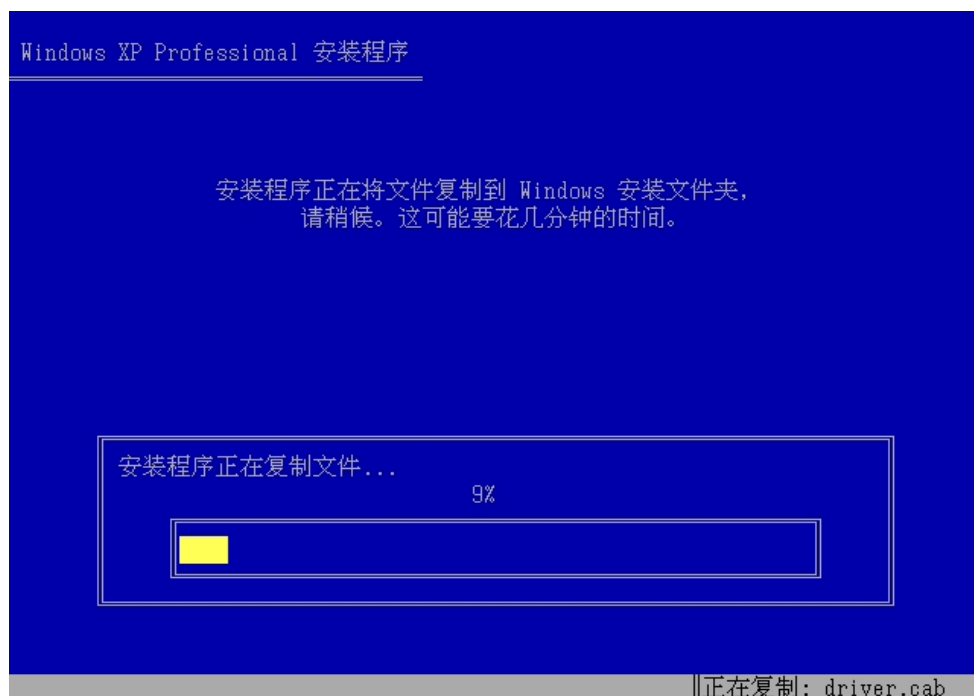 Windows XP Professional 安装程序
安装程序正在将文件复制到 Windows 安装文件夹,
请稍候。这可能要花几分钟的时间。
安装程序正在复制文件...
9%
正在复制: driver.cab